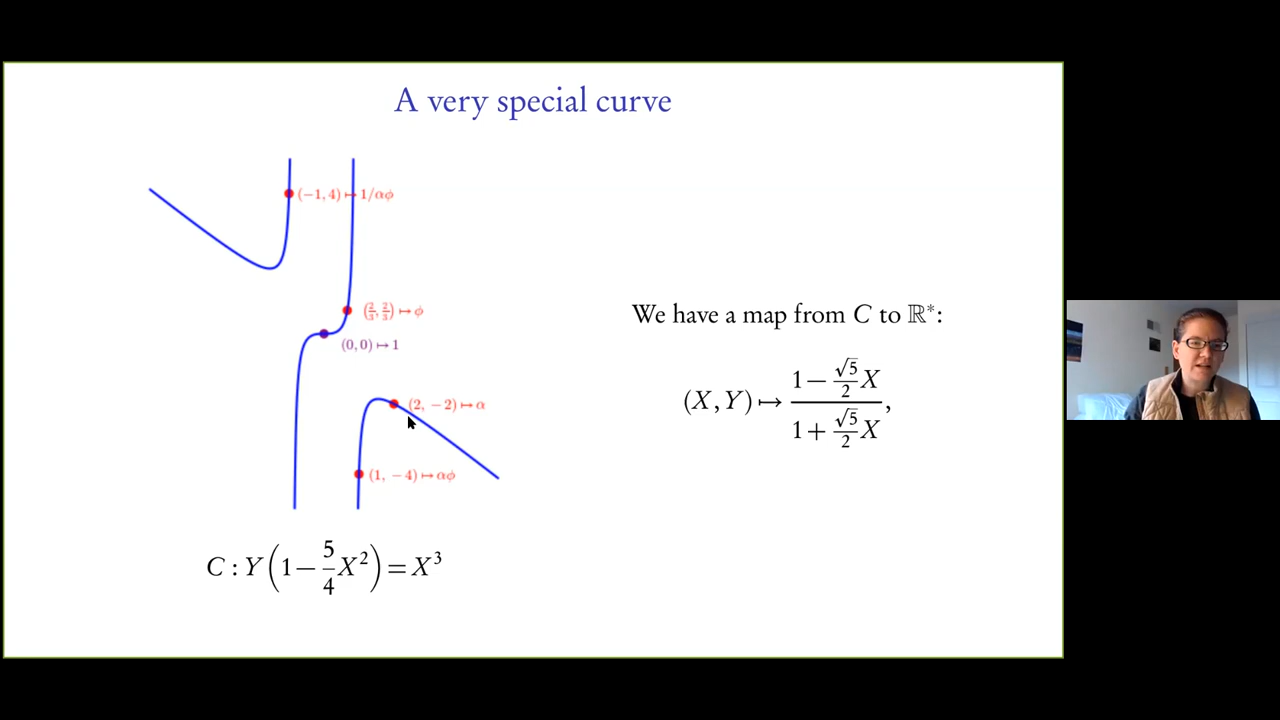 A very special curve
(−1, 4) ↦ 1/αϕ
(2/3, 2/3) ↦ ϕ
(0, 0) ↦ 1
(2, −2) ↦ α
(1, −4) ↦ αϕ
C : Y(1 − 5/4 X²) = X³
We have a map from C to ℝ*:
(X, Y) ↦ (1 − √5/2 X)/(1 + √5/2 X),